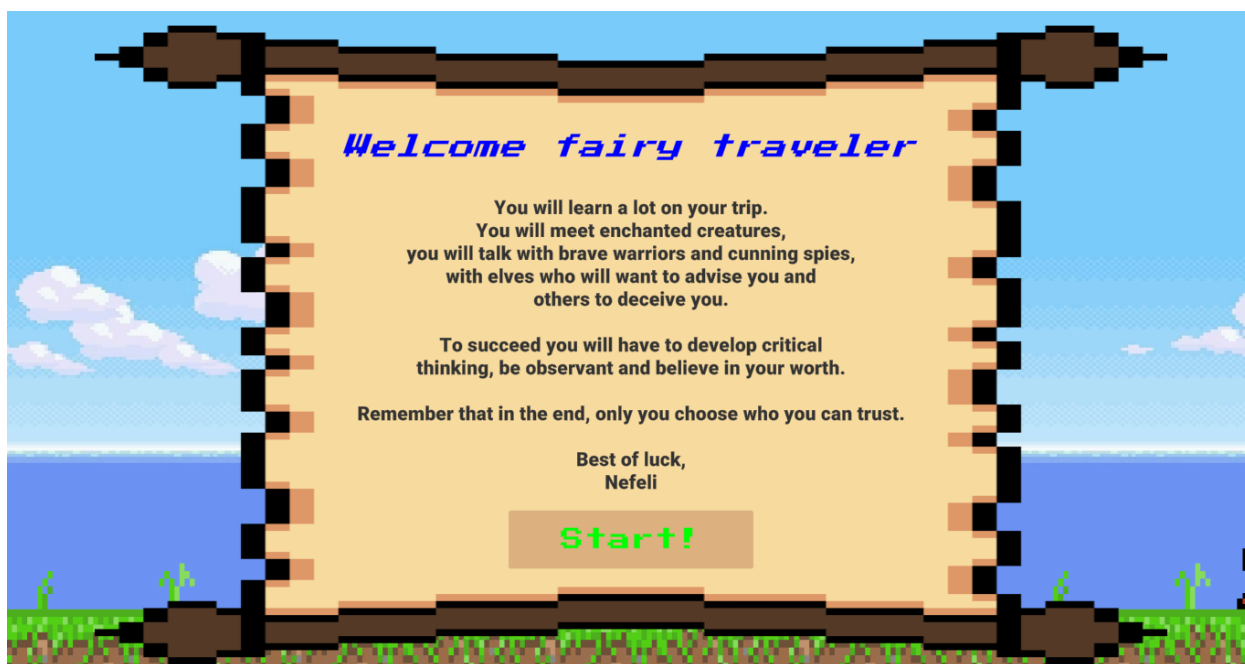 Welcome fairy traveler
You will learn a lot on your trip.
You will meet enchanted creatures,
you will talk with brave warriors and cunning spies,
with elves who will want to advise you and
others to deceive you.
To succeed you will have to develop critical
thinking, be observant and believe in your worth.
Remember that in the end, only you choose who you can trust.
Best of luck,
Nefeli
Start!